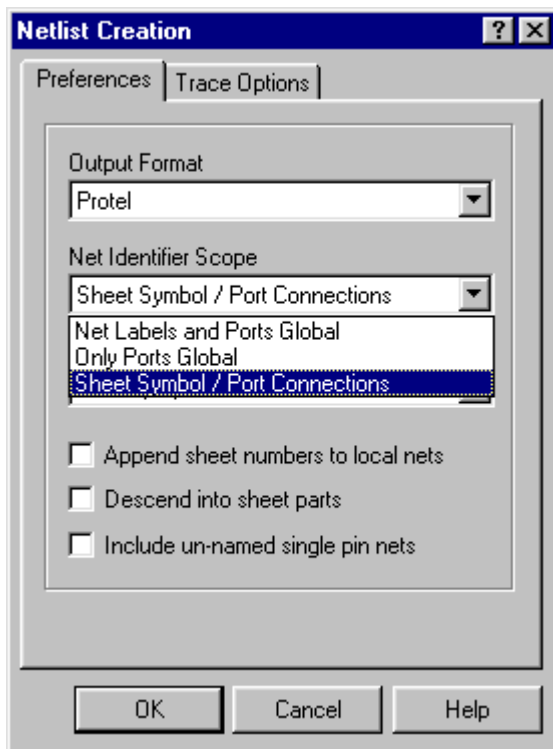 Netlist Creation
Preferences
Trace Options
Output Format
Protel
Net Identifier Scope
Sheet Symbol / Port Connections
Net Labels and Ports Global
Only Ports Global
Sheet Symbol / Port Connections
Append sheet numbers to local nets
Descend into sheet parts
Include un-named single pin nets
OK
Cancel
Help